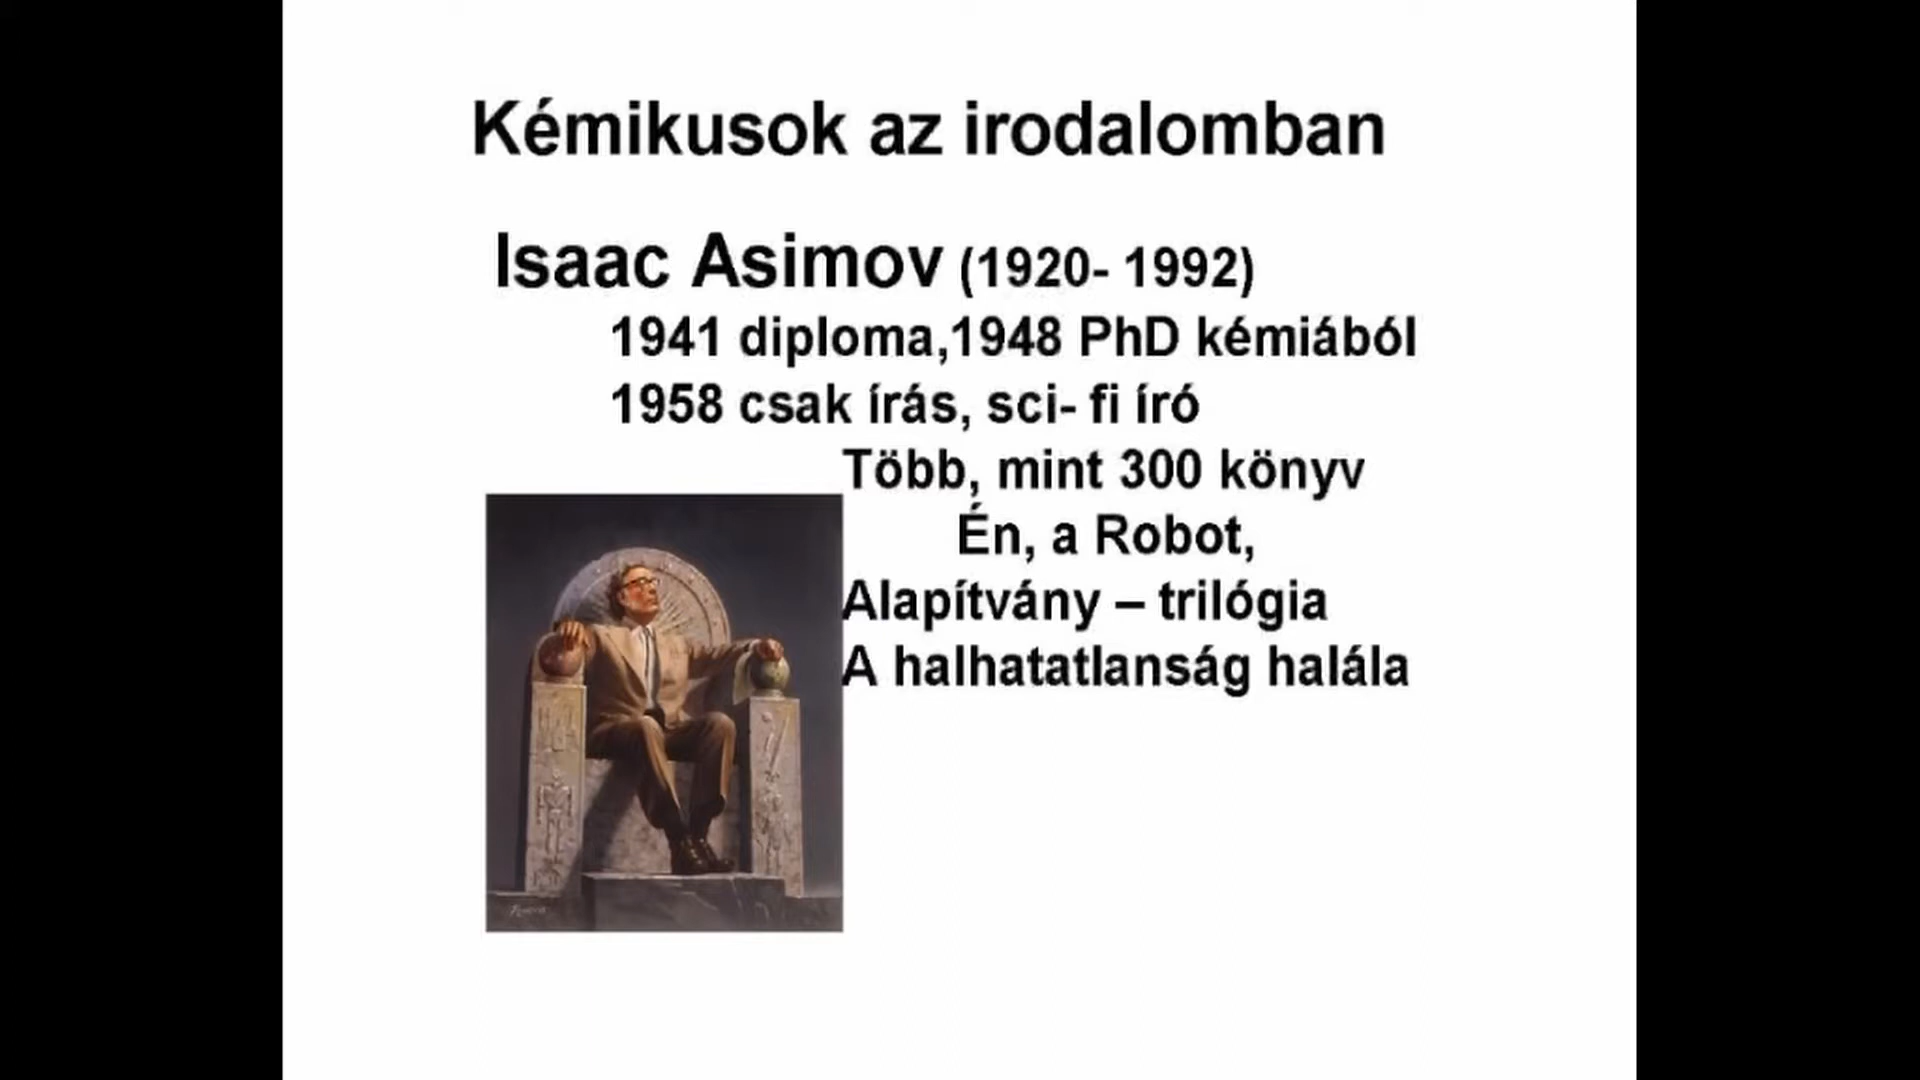 Kémikusok az irodalomban
Isaac Asimov (1920- 1992)
1941 diploma,1948 PhD kémiából
1958 csak írás, sci- fi író
Több, mint 300 könyv
Én, a Robot,
Alapítvány – trilógia
A halhatatlanság halála